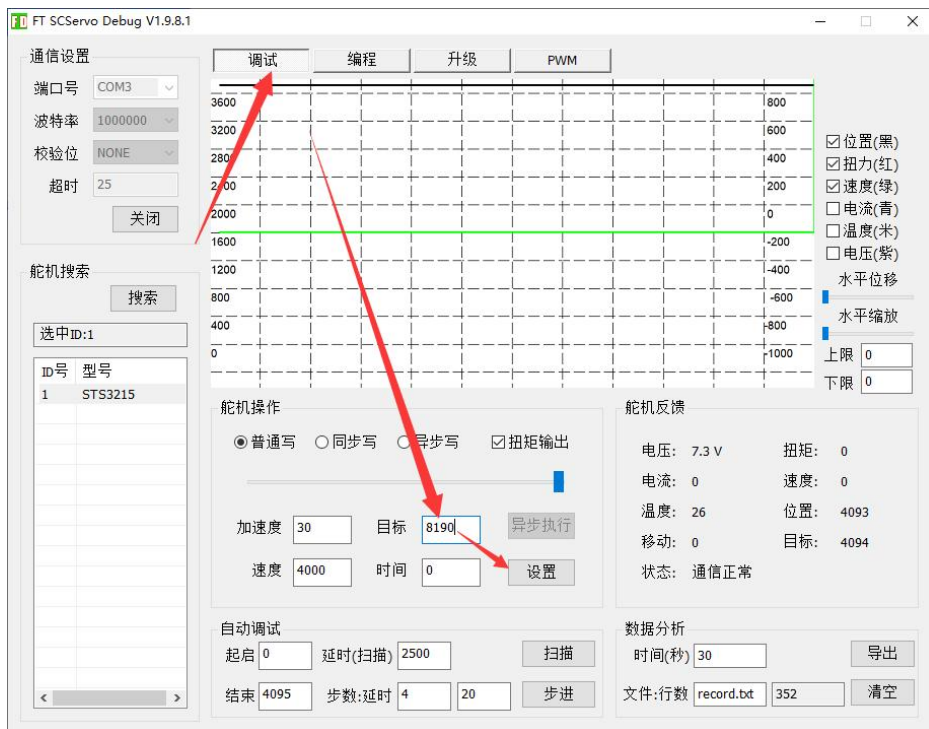 FT SCServo Debug V1.9.8.1
通信设置
端口号 COM3
波特率 1000000
校验位 NONE
超时 25
关闭
舵机搜索
搜索
选中ID:1
ID号 型号
1 STS3215
调试 编程 升级 PWM
3600 800
3200 600
2800 400
2400 200
2000 0
1600 -200
1200 -400
800 -600
400 -800
0 -1000
位置(黑)
扭力(红)
速度(绿)
电流(青)
温度(米)
电压(紫)
水平位移
水平缩放
上限 0
下限 0
舵机操作
普通写 同步写 异步写 扭矩输出
加速度 30 目标 8190 异步执行
速度 4000 时间 0 设置
舵机反馈
电压: 7.3 V 扭矩: 0
电流: 0 速度: 0
温度: 26 位置: 4093
移动: 0 目标: 4094
状态: 通信正常
自动调试
起启 0 延时(扫描) 2500 扫描
结束 4095 步数:延时 4 20 步进
数据分析
时间(秒) 30 导出
文件:行数 record.txt 352 清空